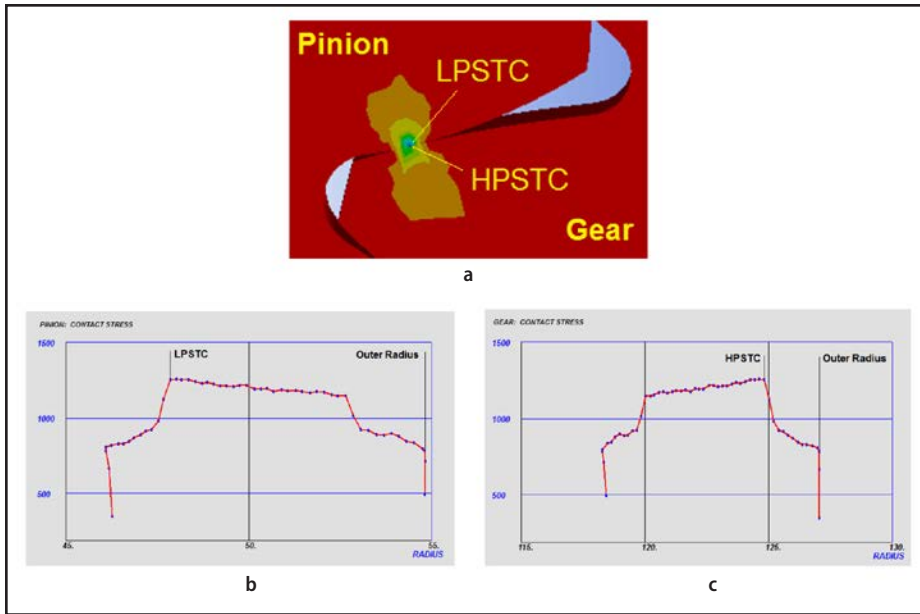 Pinion
LPSTC
HPSTC
Gear
a
PINION: CONTACT STRESS
1500
LPSTC
Outer Radius
1000
500
45.
50.
55.
RADIUS
b
GEAR: CONTACT STRESS
1500
HPSTC
Outer Radius
1000
500
115.
120.
125.
130.
RADIUS
c